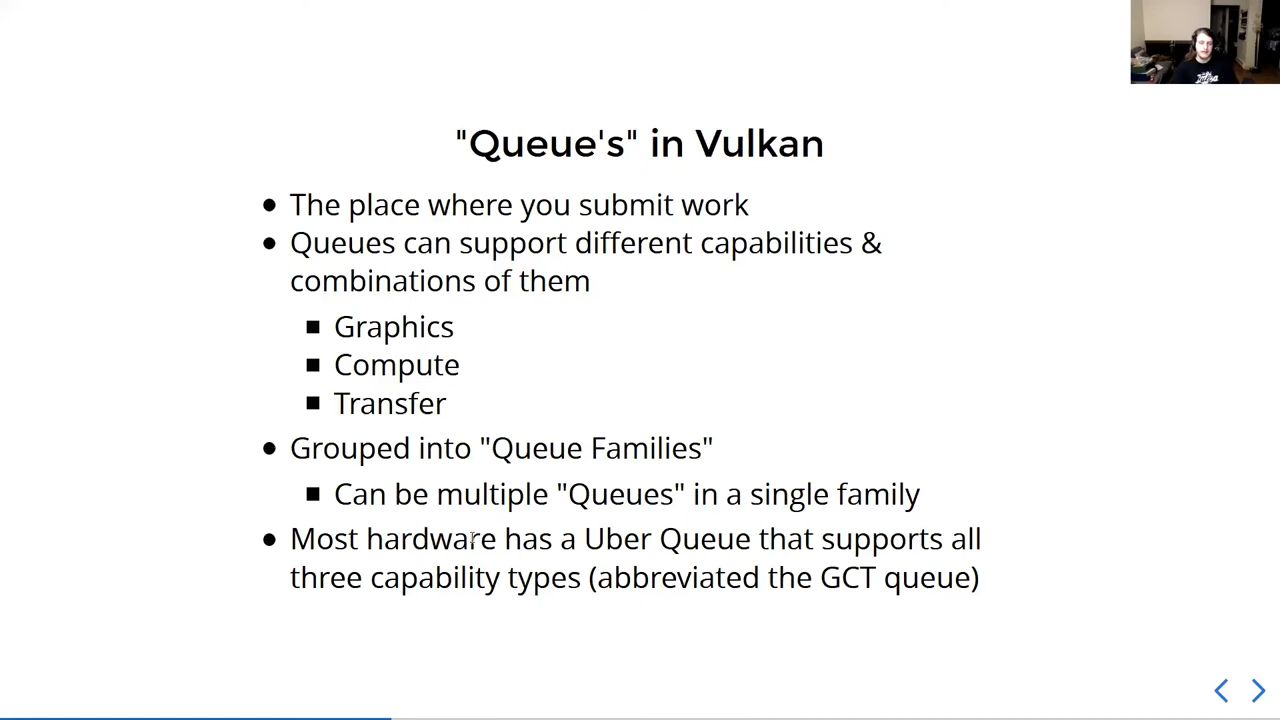 "Queue's" in Vulkan
The place where you submit work
Queues can support different capabilities &
combinations of them
Graphics
Compute
Transfer
Grouped into "Queue Families"
Can be multiple "Queues" in a single family
Most hardware has a Uber Queue that supports all
three capability types (abbreviated the GCT queue)